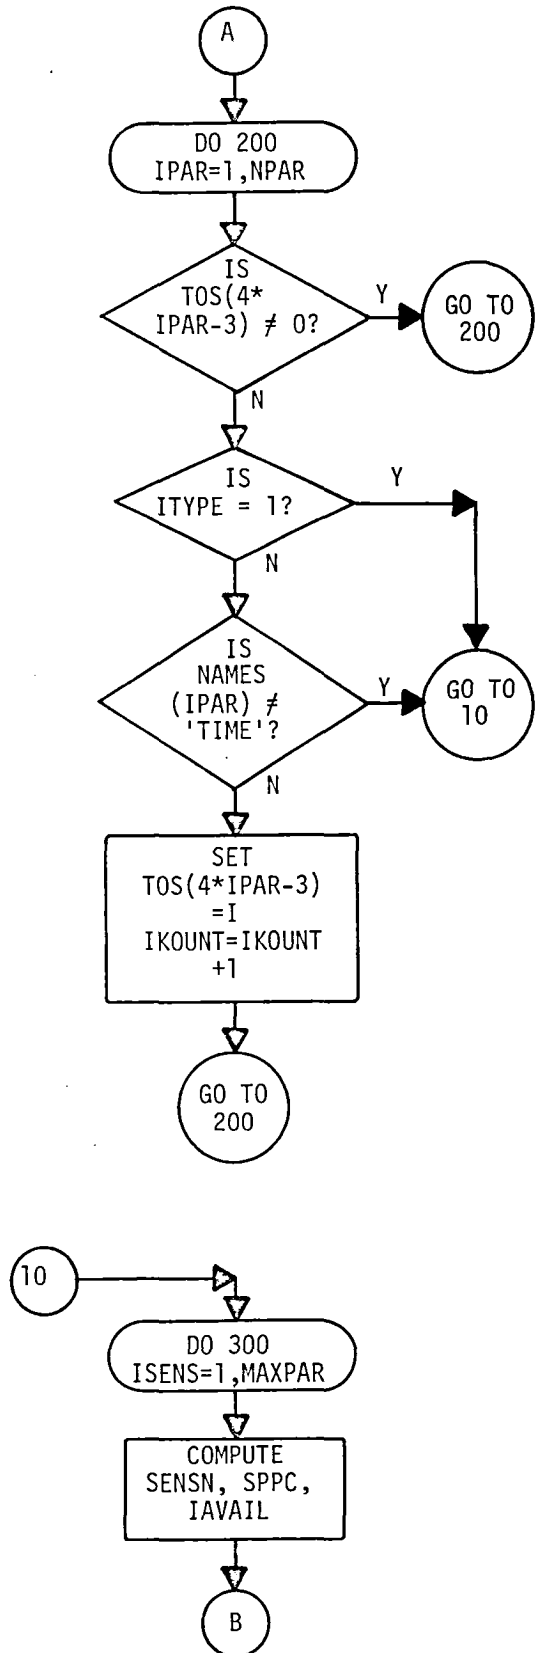 A
DO 200
IPAR=1,NPAR
IS
TOS(4*
IPAR-3) ≠ 0?
Y
GO TO
200
N
IS
ITYPE = 1?
Y
N
IS
NAMES
(IPAR) ≠
'TIME'?
Y
GO TO
10
N
SET
TOS(4*IPAR-3)
=I
IKOUNT=IKOUNT
+1
GO TO
200
10
DO 300
ISENS=1,MAXPAR
COMPUTE
SENSN, SPPC,
IAVAIL
B